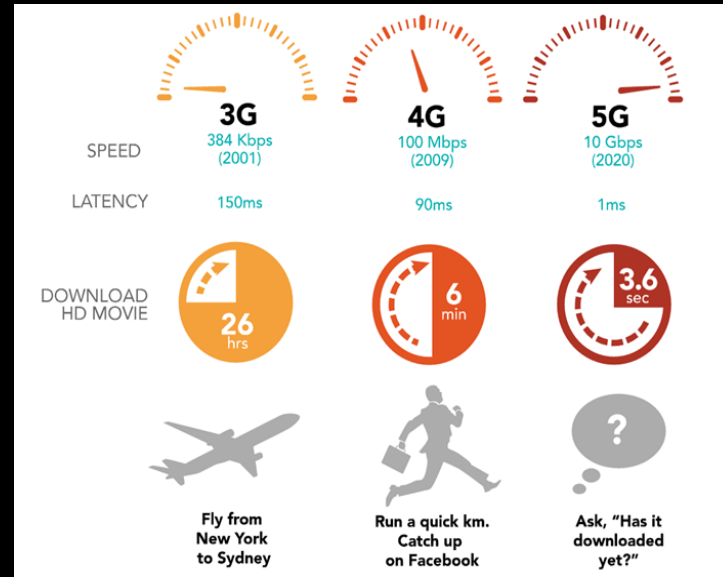 3G
4G
5G
SPEED
384 Kbps
(2001)
100 Mbps
(2009)
10 Gbps
(2020)
LATENCY
150ms
90ms
1ms
DOWNLOAD
HD MOVIE
26
hrs
6
min
3.6
sec
?
Fly from
New York
to Sydney
Run a quick km.
Catch up
on Facebook
Ask, “Has it
downloaded
yet?”